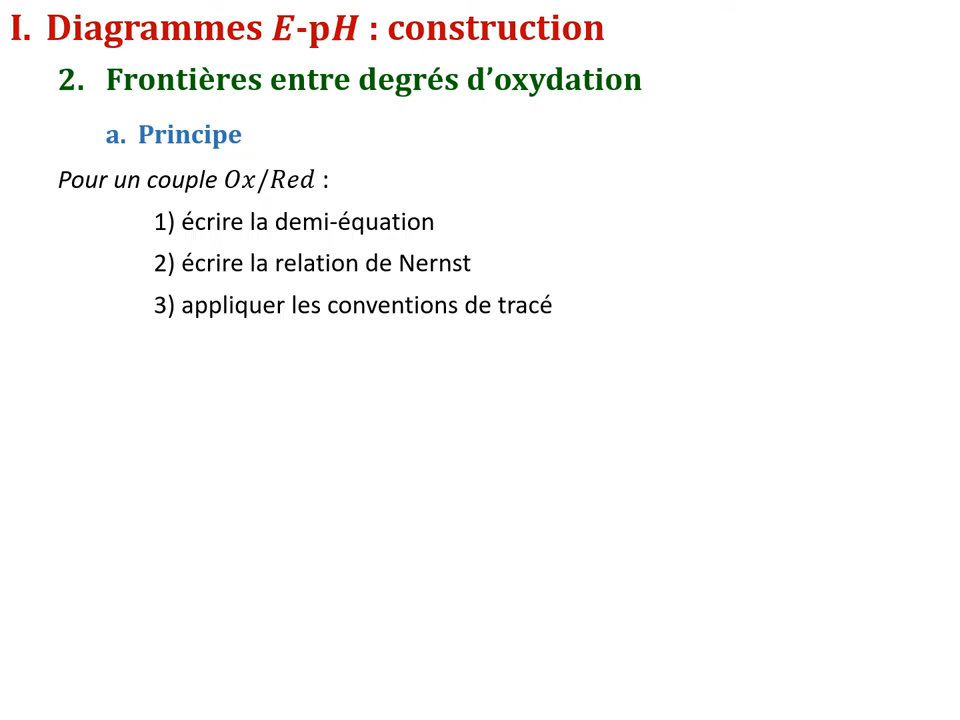 I. Diagrammes E-pH : construction
2. Frontières entre degrés d’oxydation
a. Principe
Pour un couple Ox/Red :
1) écrire la demi-équation
2) écrire la relation de Nernst
3) appliquer les conventions de tracé